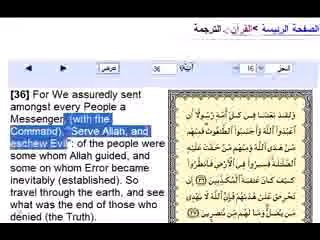 الصفحة الرئيسة > القرآن :. الترجمة
السور 16 الآية 36
[36] For We assuredly sent
amongst every People a
Messenger, (with the
Command), "Serve Allah, and
eschew Evil": of the people were
some whom Allah guided, and
some on whom Error became
inevitably (established). So
travel through the earth, and see
what was the end of those who
denied (the Truth).
وَلَقَدْ بَعَثْنَا فِي كُلِّ أُمَّةٍ رَسُولًا أَنِ
اعْبُدُوا اللَّهَ وَاجْتَنِبُوا الطَّاغُوتَ فَمِنْهُم
مَّنْ هَدَى اللَّهُ وَمِنْهُم مَّنْ حَقَّتْ عَلَيْهِ
الضَّلَالَةُ فَسِيرُوا فِي الْأَرْضِ فَانظُرُوا
كَيْفَ كَانَ عَاقِبَةُ الْمُكَذِّبِينَ ٣٦ إِن
تَحْرِصْ عَلَى هُدَاهُمْ فَإِنَّ اللَّهَ لَا يَهْدِي
مَن يُضِلُّ وَمَا لَهُم مِّن نَّاصِرِينَ ٣٧